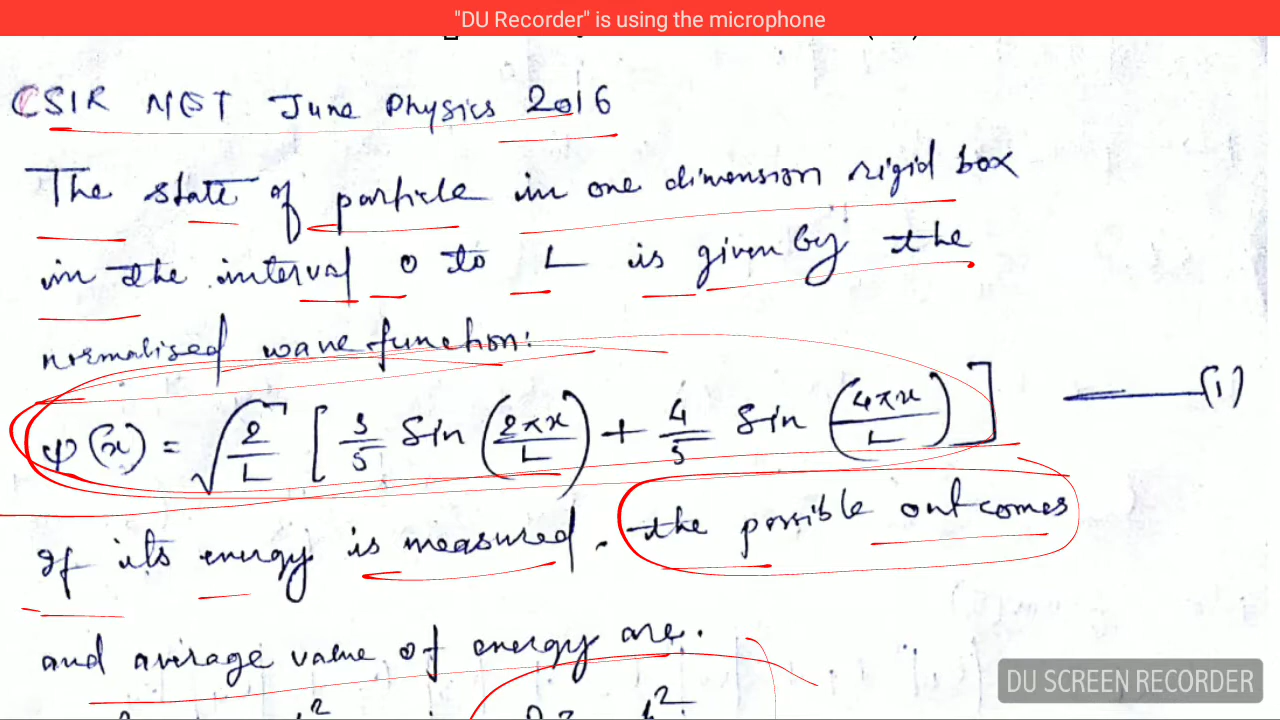 "DU Recorder" is using the microphone
CSIR NET June Physics 2016
The state of particle in one dimension rigid box
in the interval 0 to L is given by the
normalised wave function:
ψ(x) = √(2/L) [ 3/5 Sin (2πx/L) + 4/5 Sin (4πx/L) ] —— (1)
If its energy is measured. the possible outcomes
and average value of energy are.
DU SCREEN RECORDER